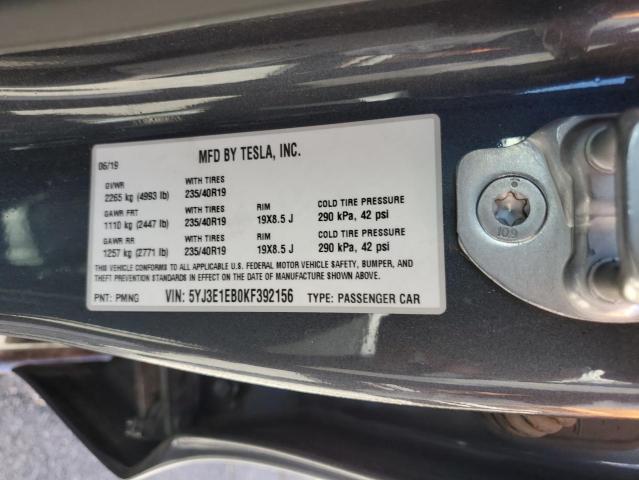 06/19 MFD BY TESLA, INC.
GVWR WITH TIRES
2265 kg (4993 lb) 235/40R19
GAWR FRT WITH TIRES RIM COLD TIRE PRESSURE
1110 kg (2447 lb) 235/40R19 19X8.5 J 290 kPa, 42 psi
GAWR RR WITH TIRES RIM COLD TIRE PRESSURE
1257 kg (2771 lb) 235/40R19 19X8.5 J 290 kPa, 42 psi
THIS VEHICLE CONFORMS TO ALL APPLICABLE U.S. FEDERAL MOTOR VEHICLE SAFETY, BUMPER, AND
THEFT PREVENTION STANDARDS IN EFFECT ON THE DATE OF MANUFACTURE SHOWN ABOVE.
PNT: PMNG VIN: 5YJ3E1EB0KF392156 TYPE: PASSENGER CAR
10.9